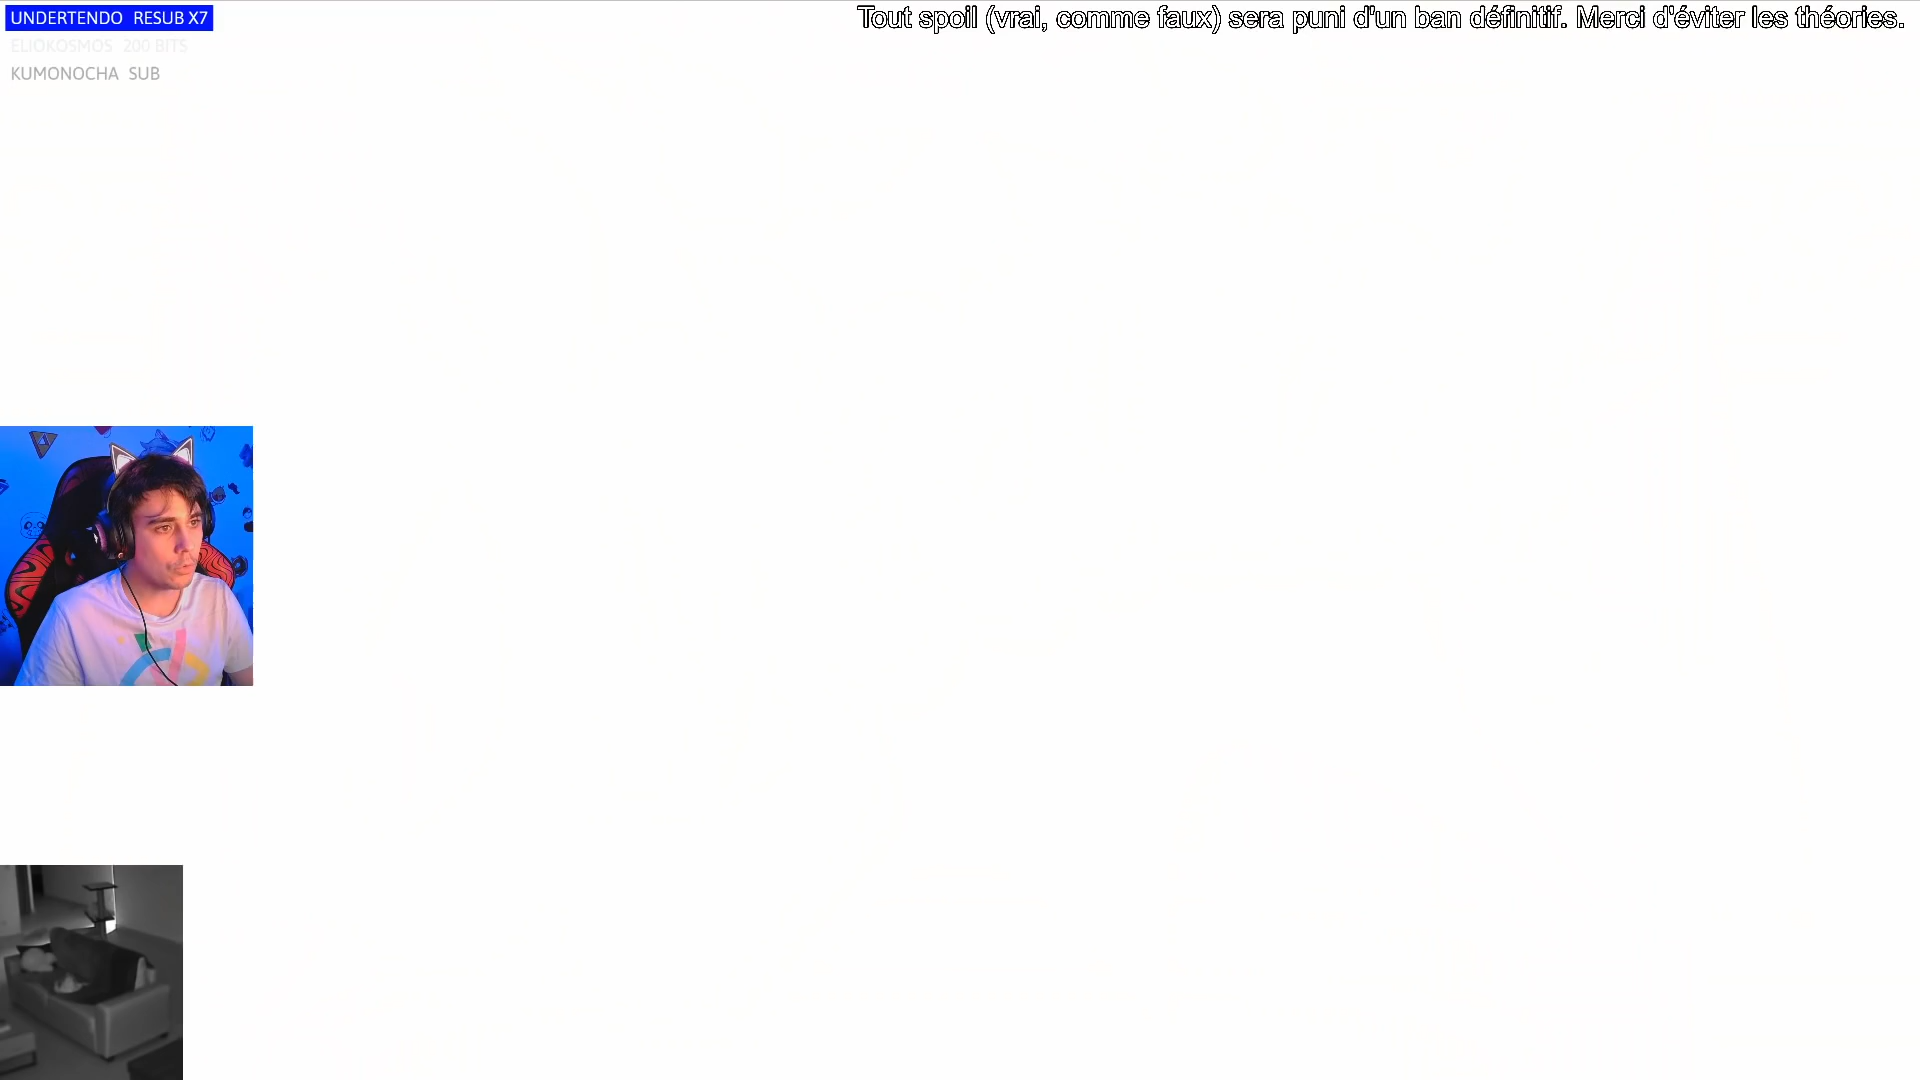 UNDERTENDO RESUB X7
Tout spoil (vrai, comme faux) sera puni d'un ban définitif. Merci d'éviter les théories.
ELIOKOSMOS 200 BITS
KUMONOCHA SUB